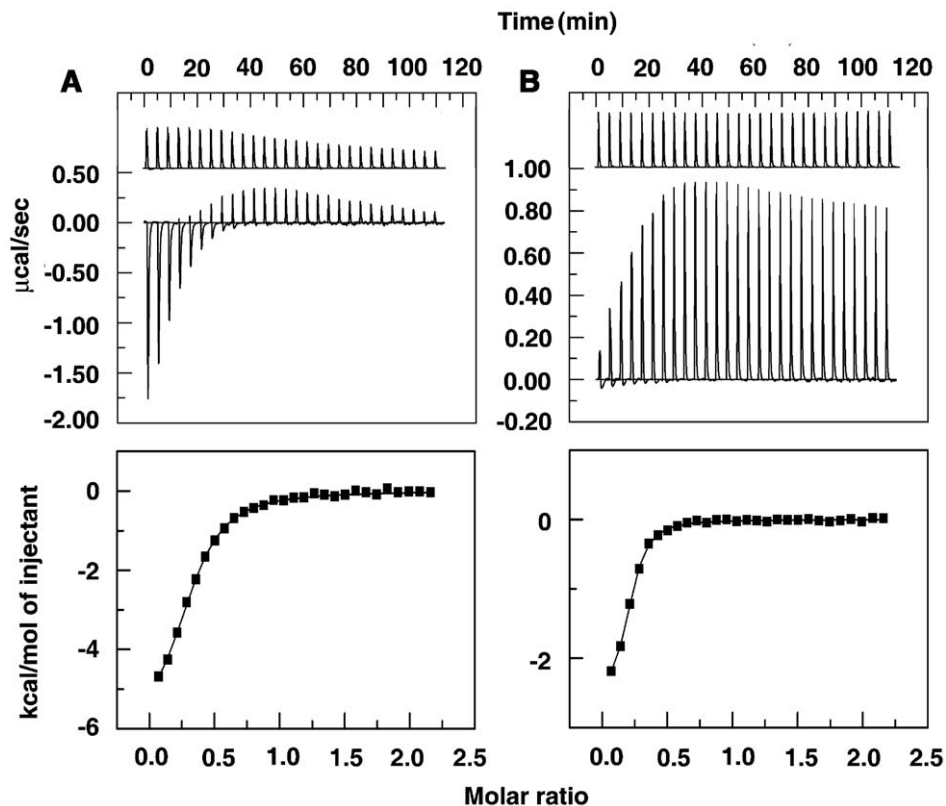 Time (min)
A
0 20 40 60 80 100 120
B
0 20 40 60 80 100 120
μcal/sec
0.50
0.00
-0.50
-1.00
-1.50
-2.00
1.00
0.80
0.60
0.40
0.20
0.00
-0.20
kcal/mol of injectant
0
-2
-4
-6
0
-2
0.0 0.5 1.0 1.5 2.0 2.5
0.0 0.5 1.0 1.5 2.0 2.5
Molar ratio